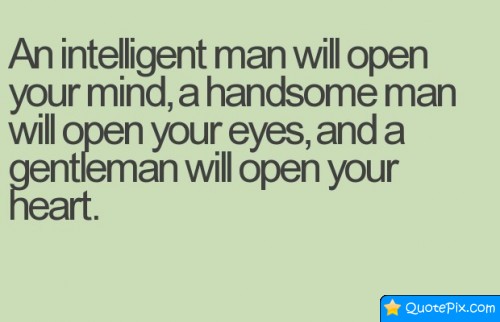 An intelligent man will open
your mind, a handsome man
will open your eyes, and a
gentleman will open your
heart.
QuotePix.com